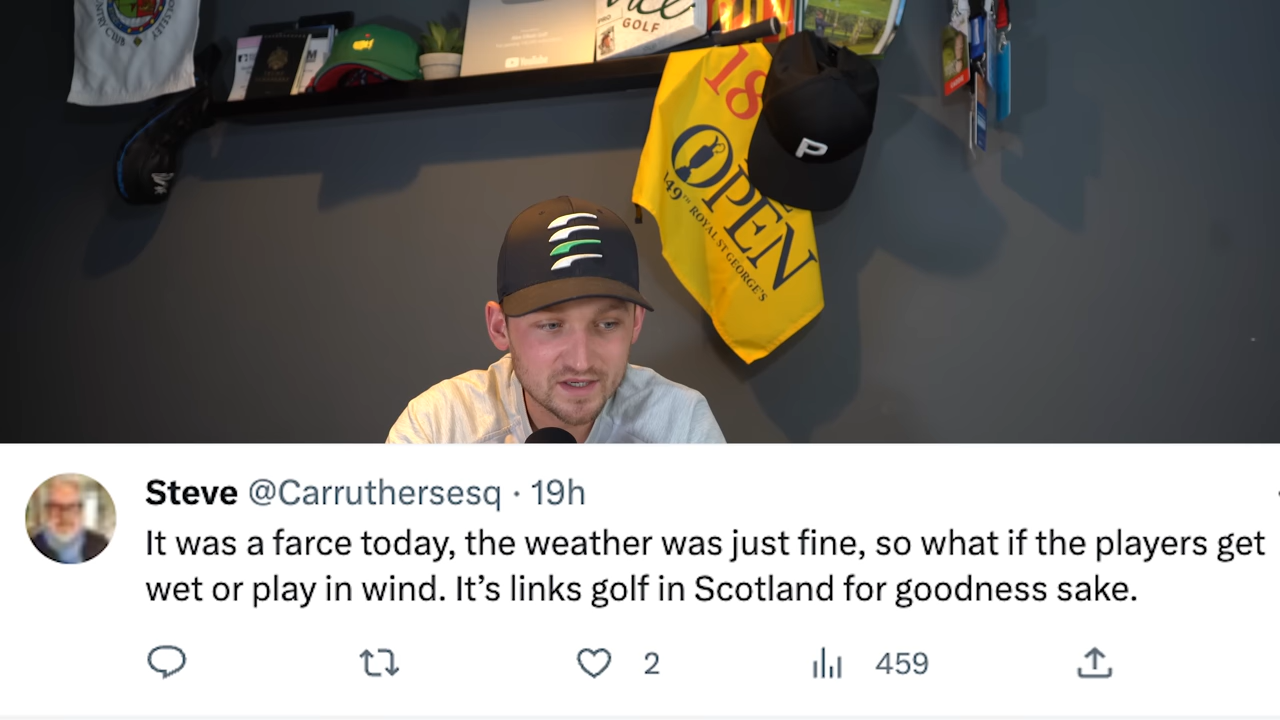 GOLF
YouTube
18
P
OPEN
149TH ROYAL ST GEORGE'S
Steve @Carruthersesq · 19h
It was a farce today, the weather was just fine, so what if the players get
wet or play in wind. It’s links golf in Scotland for goodness sake.
2
459